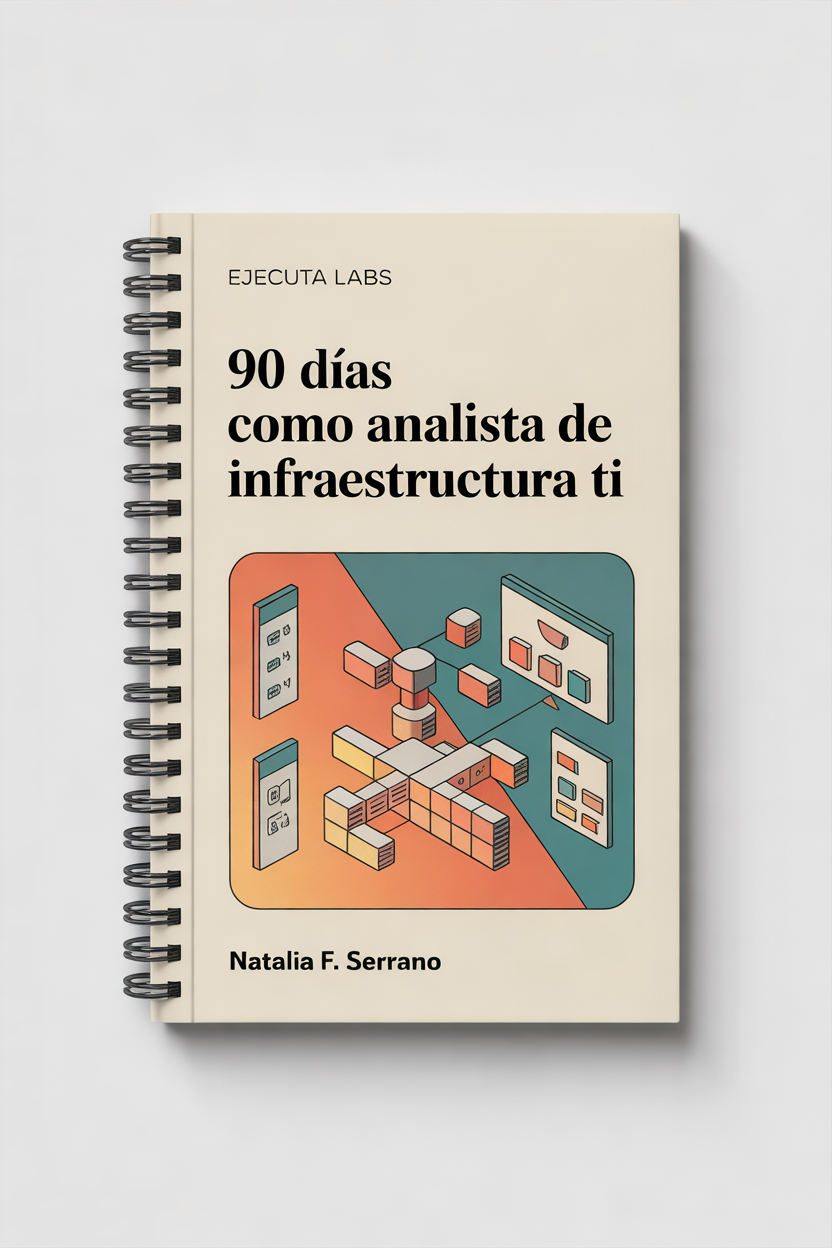 EJECUTA LABS
90 días
como analista de
infraestructura ti
Natalia F. Serrano